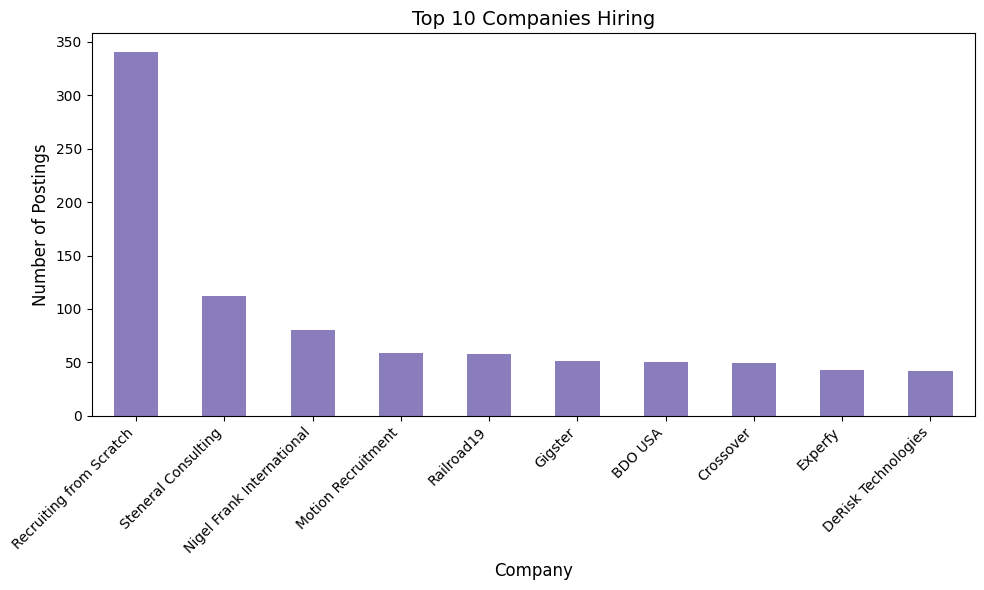 Top 10 Companies Hiring
Number of Postings
350
300
250
200
150
100
50
0
Recruiting from Scratch
Steneral Consulting
Nigel Frank International
Motion Recruitment
Railroad19
Gigster
BDO USA
Crossover
Experfy
DeRisk Technologies
Company